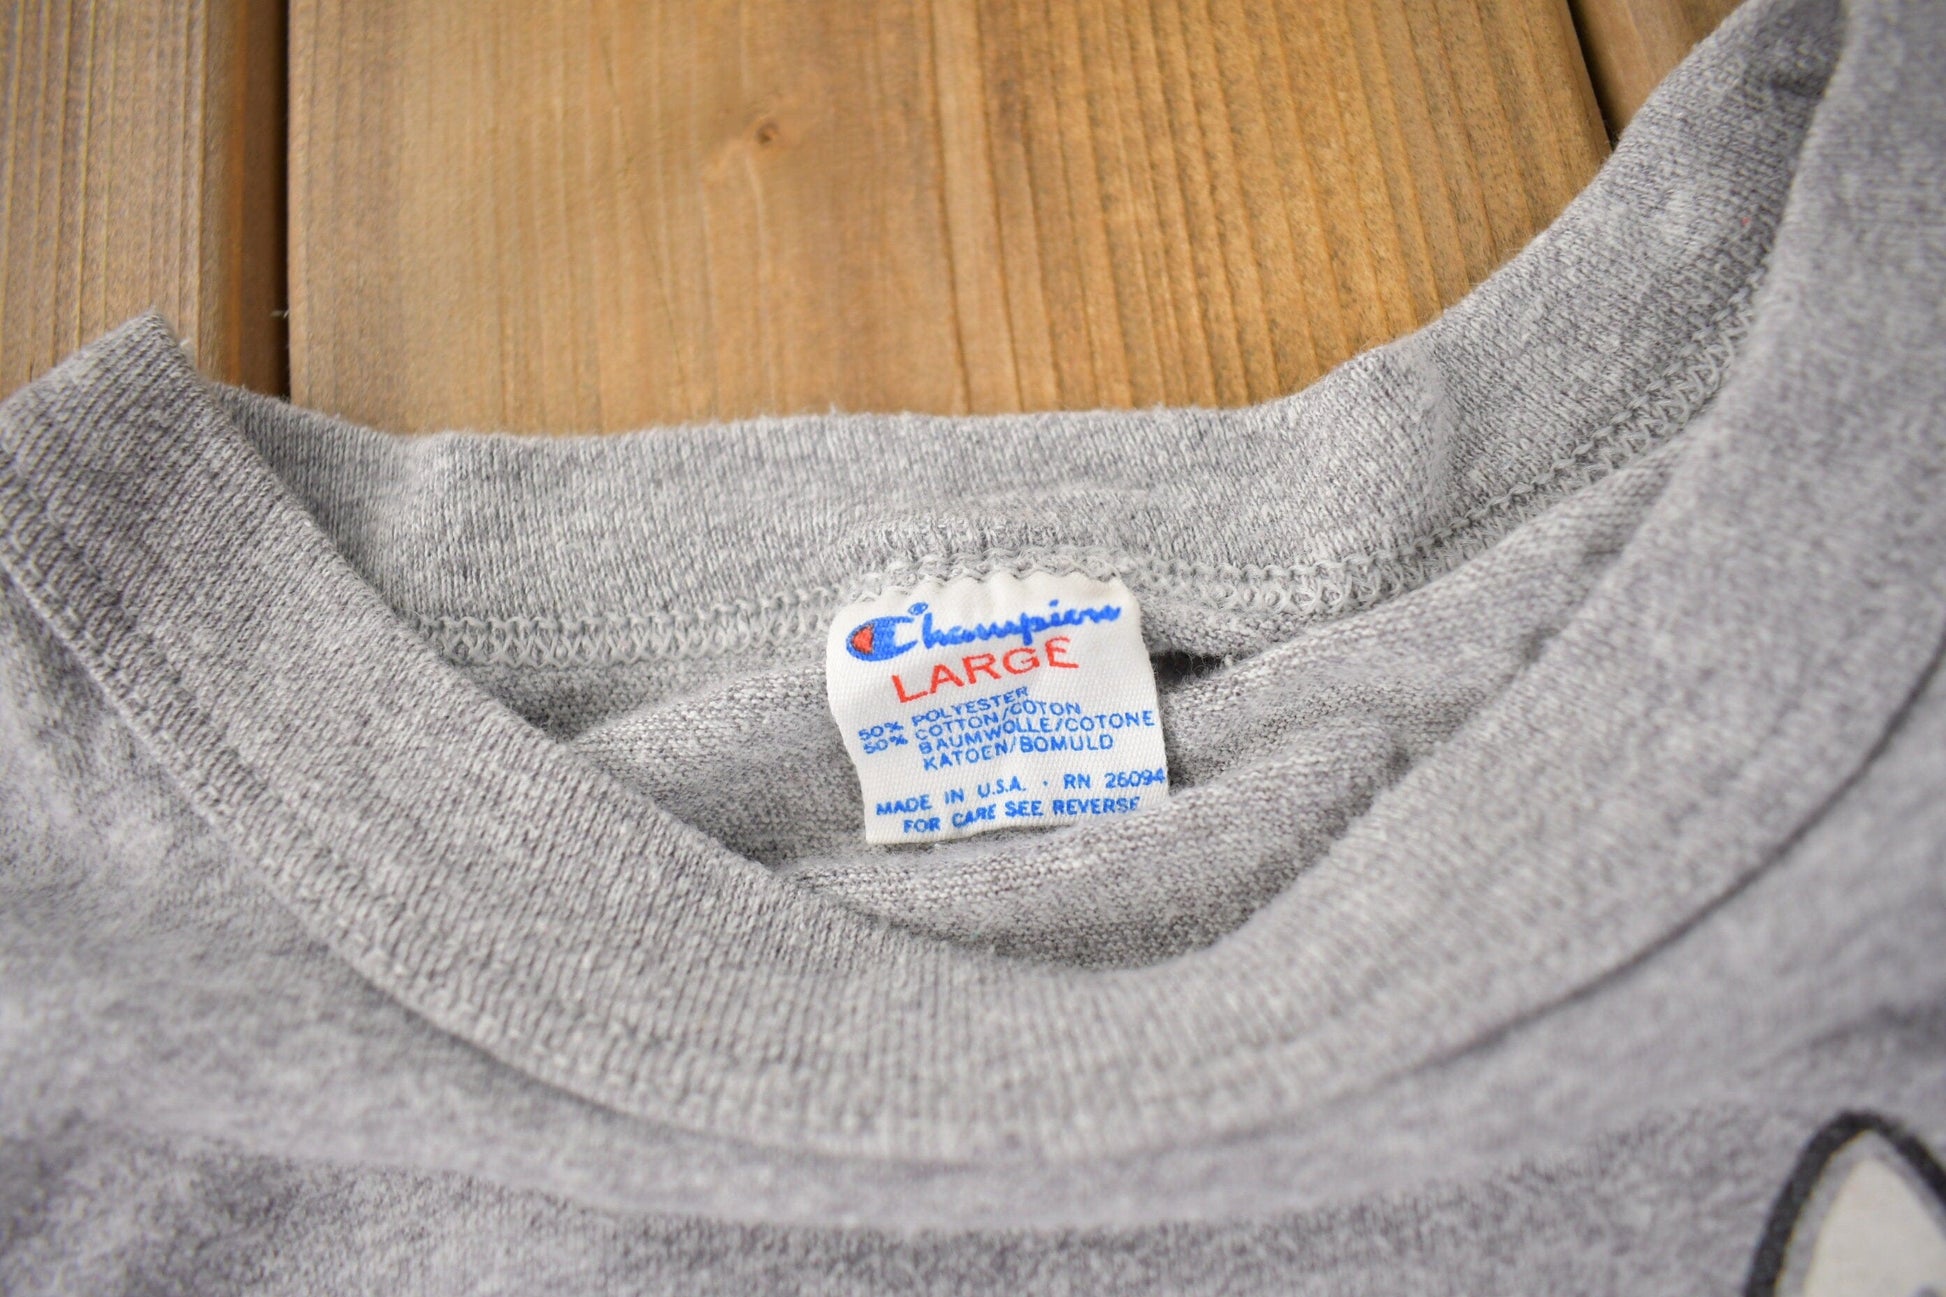 Champion
LARGE
50% POLYESTER
50% COTTON/COTON
BAUMWOLLE/COTONE
KATOEN/BOMULD
MADE IN U.S.A. · RN 26094
FOR CARE SEE REVERSE